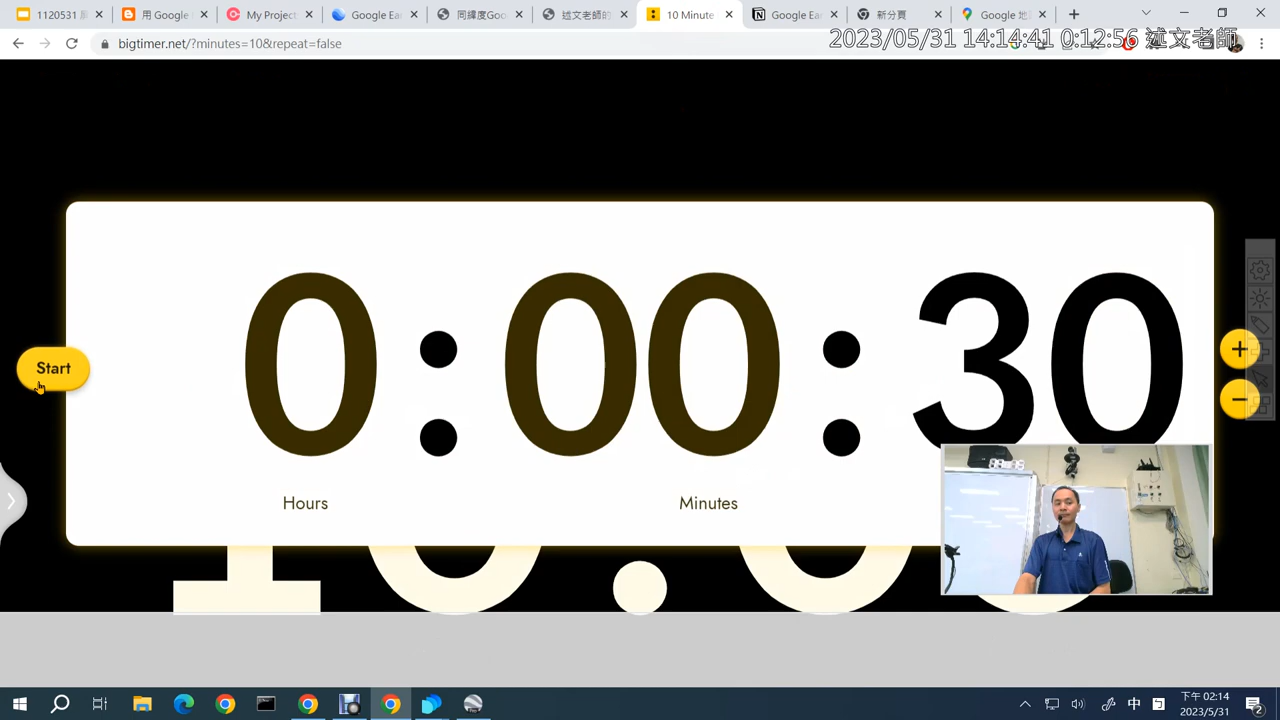 1120531 
用 Google
My Project
Google Ea
同緯度Goo
述文老師的
10 Minute
Google Ea
新分頁
Google 地
bigtimer.net/?minutes=10&repeat=false
2023/05/31 14:14:41 0:12:56 述文老師
0:00:30
Start
+
−
Hours
Minutes
中
下午 02:14
2023/5/31
2